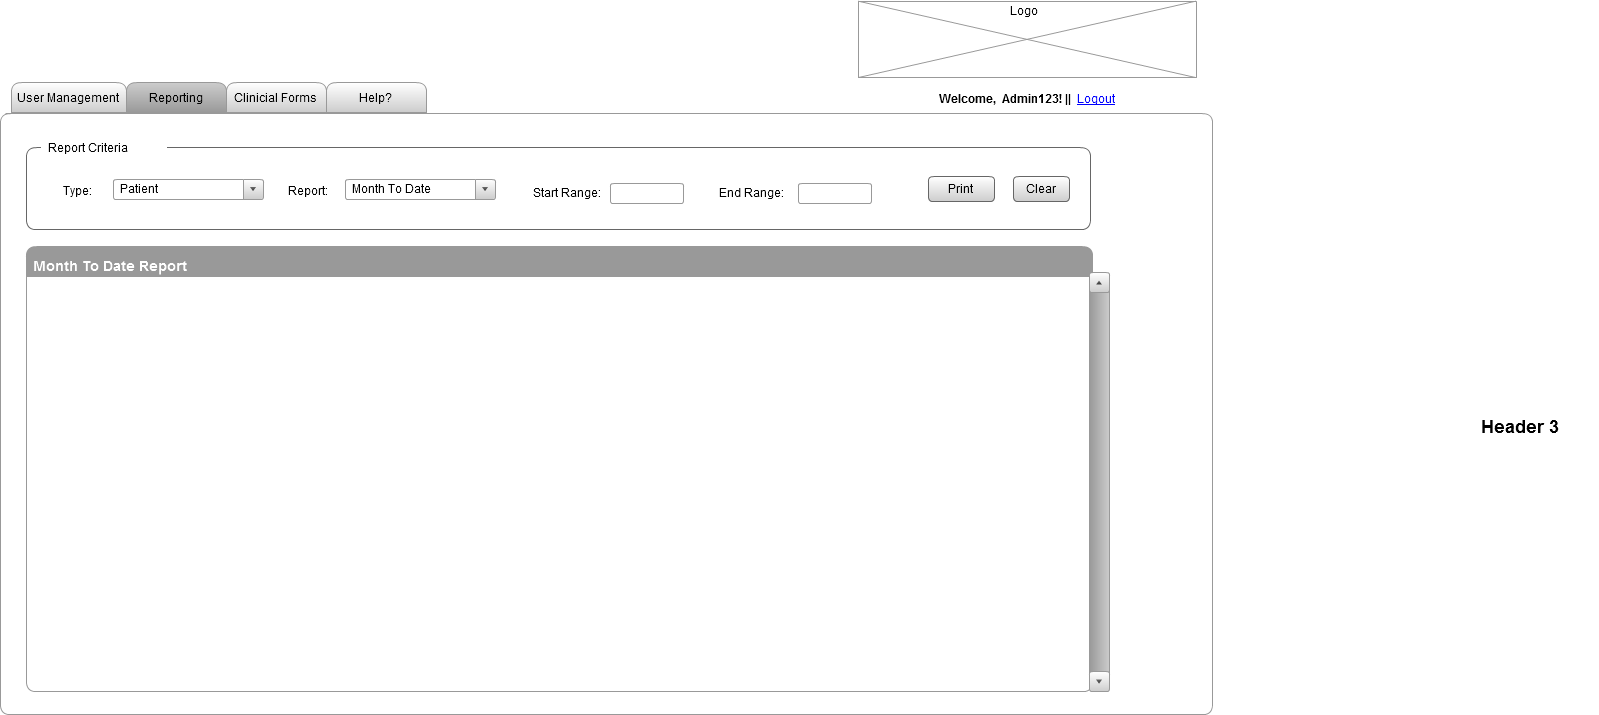 Logo
User Management Reporting Clinicial Forms Help?
Welcome, Admin123! || Logout
Report Criteria
Type: Patient Report: Month To Date Start Range: End Range: Print Clear
Month To Date Report
Header 3